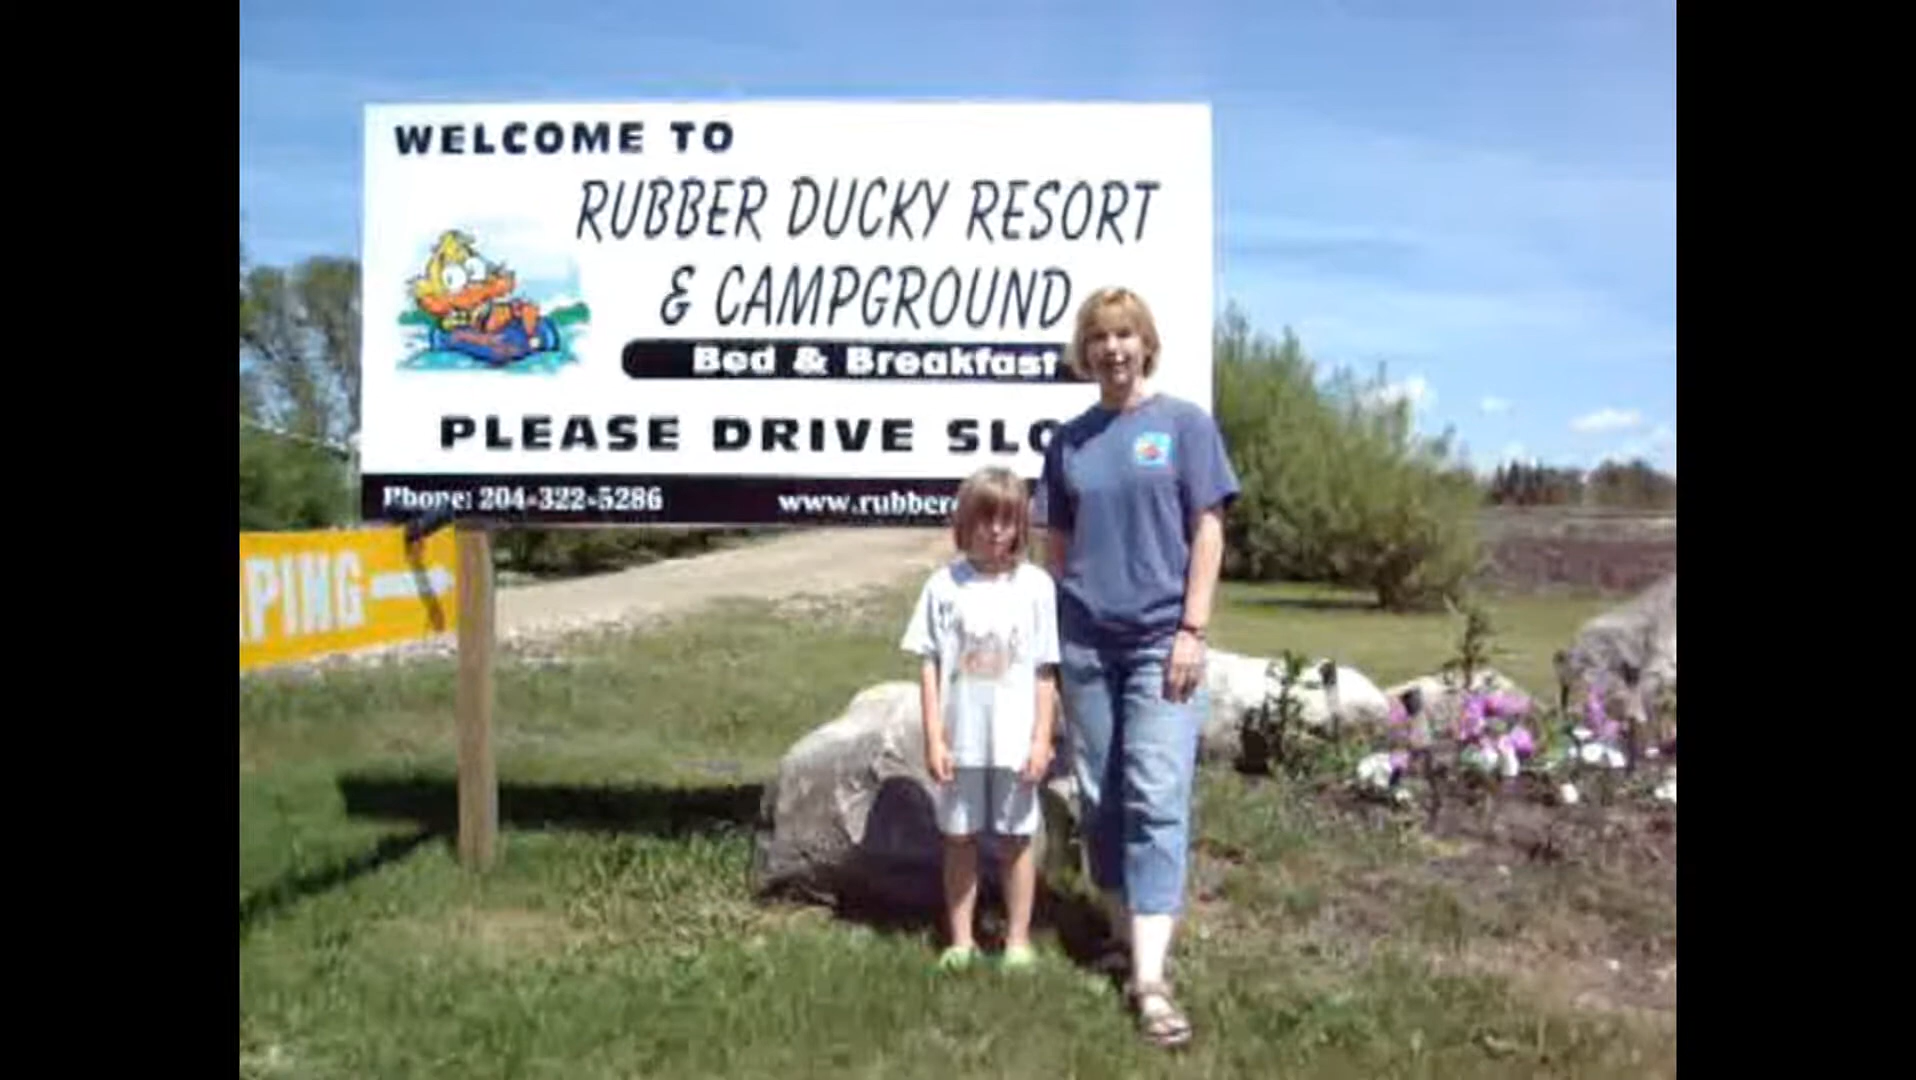 WELCOME TO
RUBBER DUCKY RESORT
& CAMPGROUND
Bed & Breakfast
PLEASE DRIVE SLO
Phone: 204-322-5286 www.rubber
PING